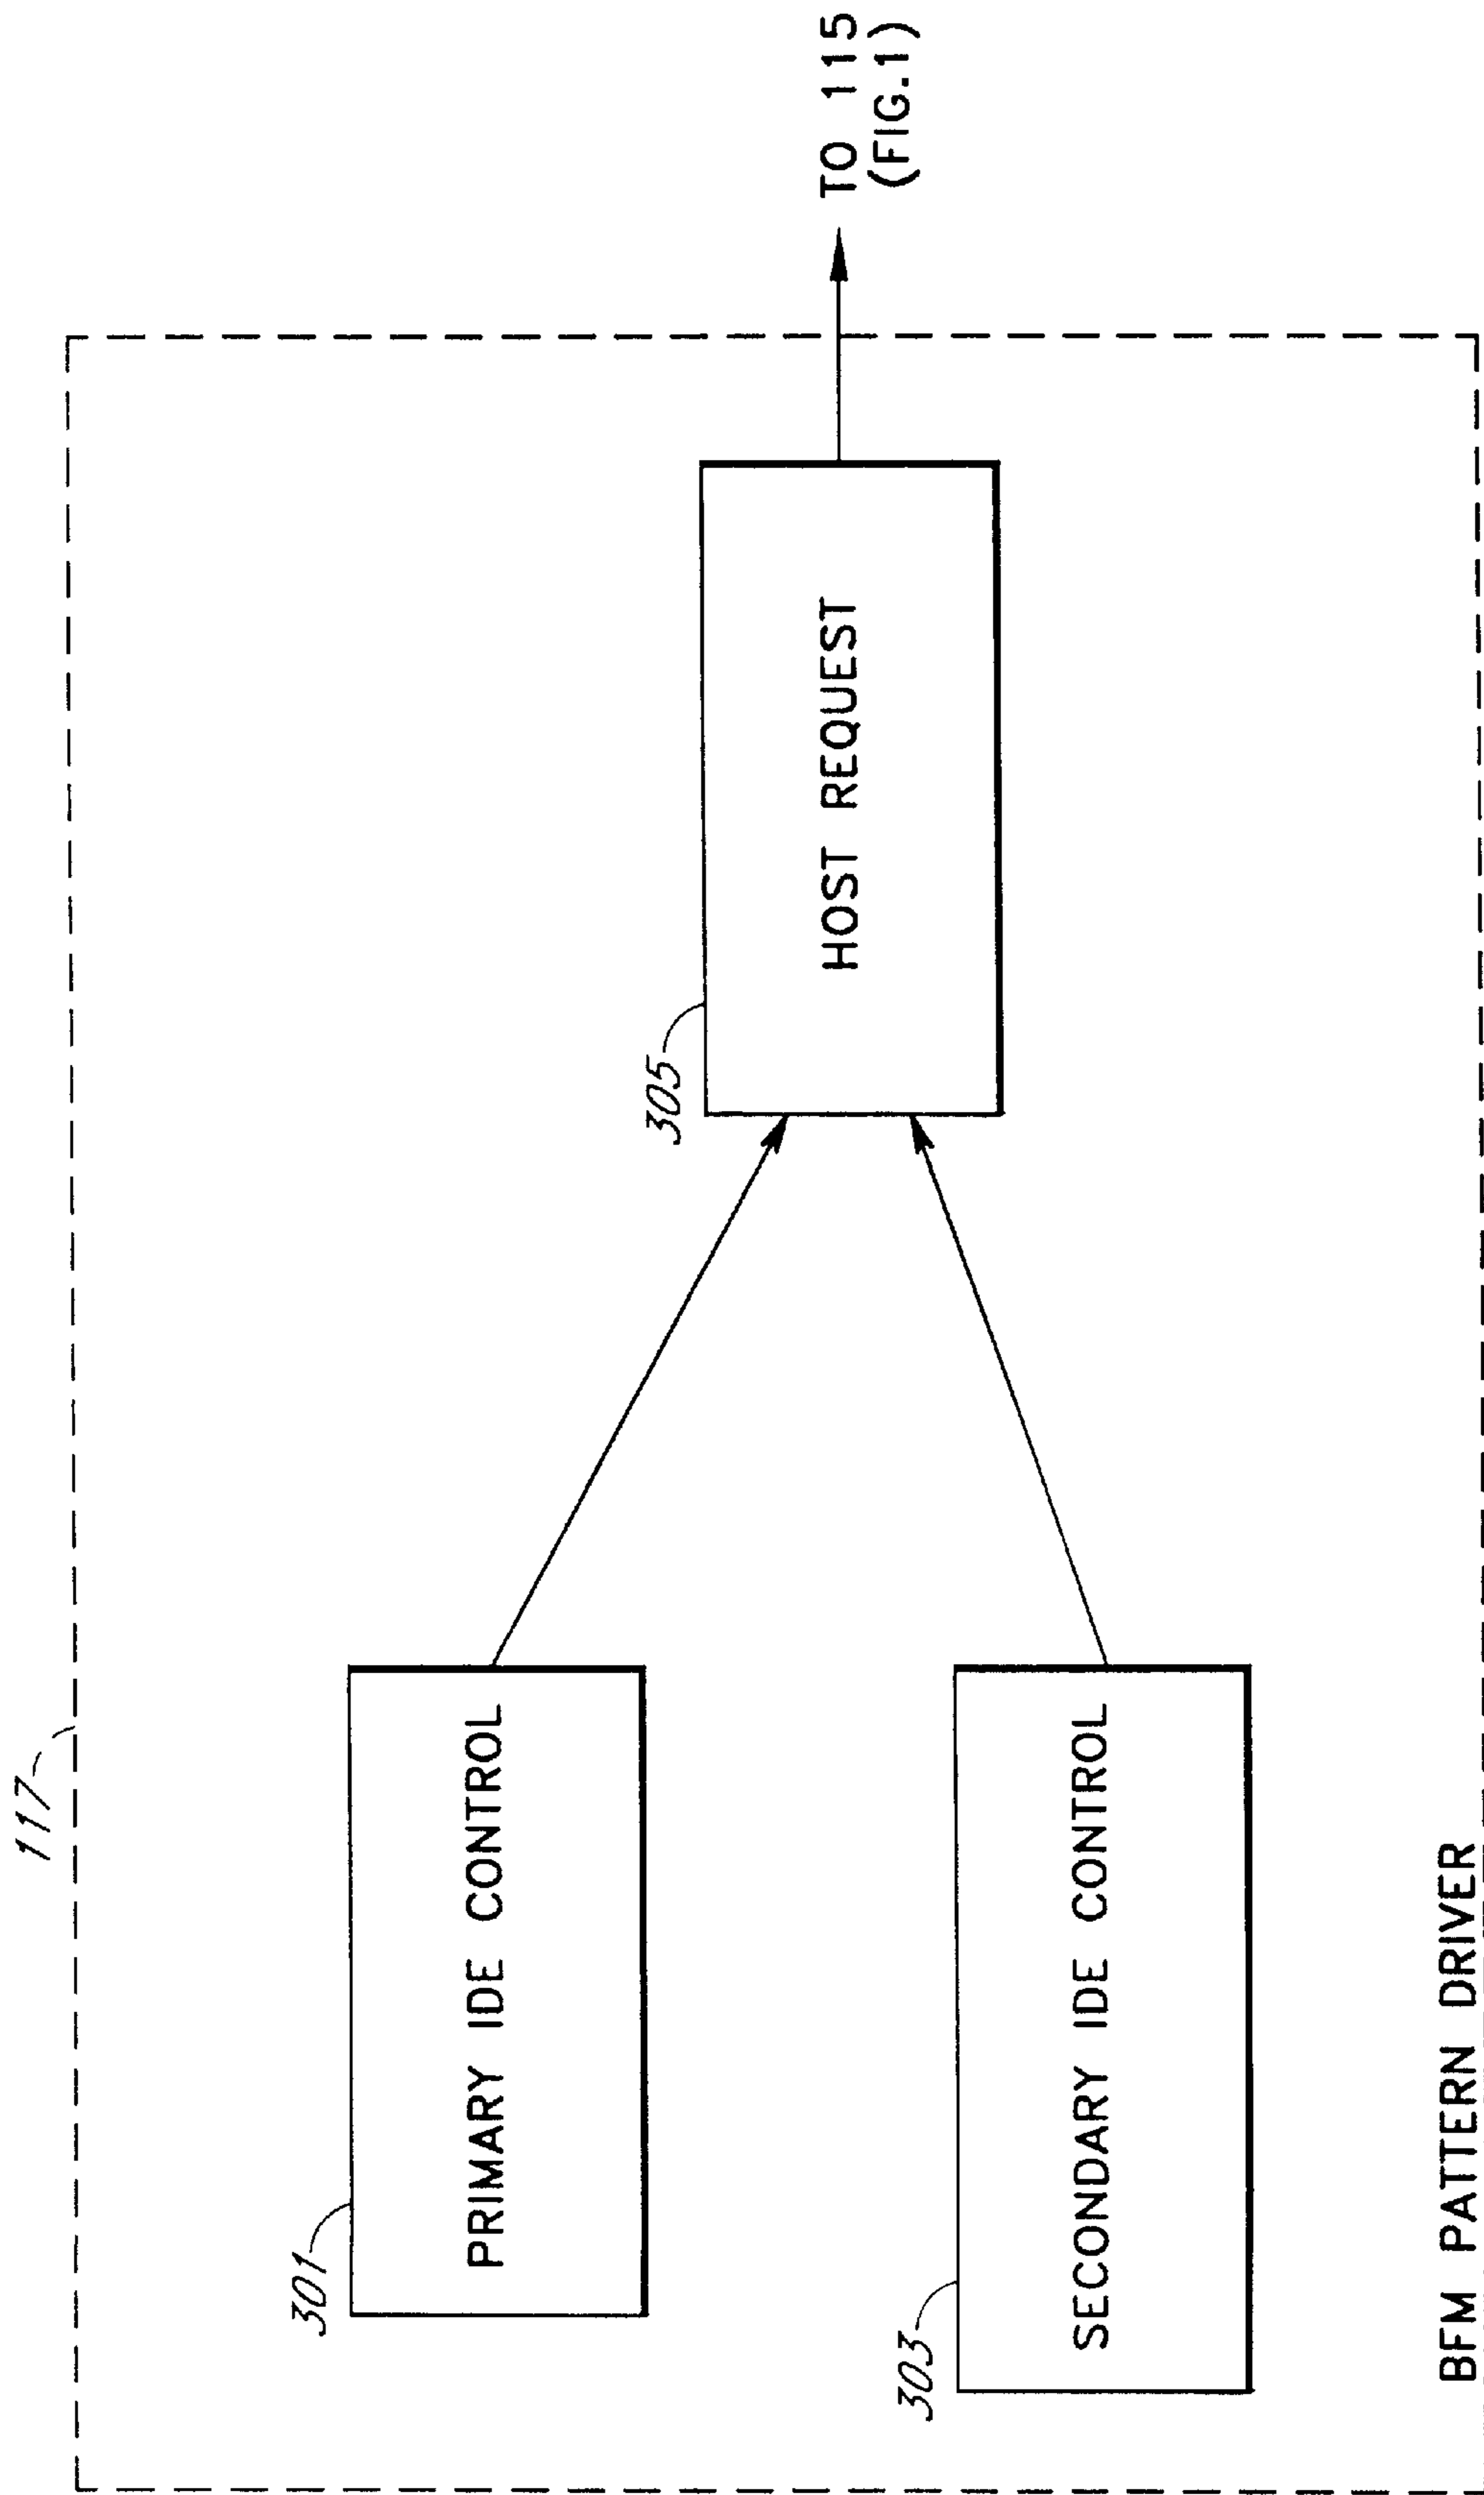 117
301
PRIMARY IDE CONTROL
303
SECONDARY IDE CONTROL
305
HOST REQUEST
TO 115
(FIG.1)
BFM PATTERN DRIVER